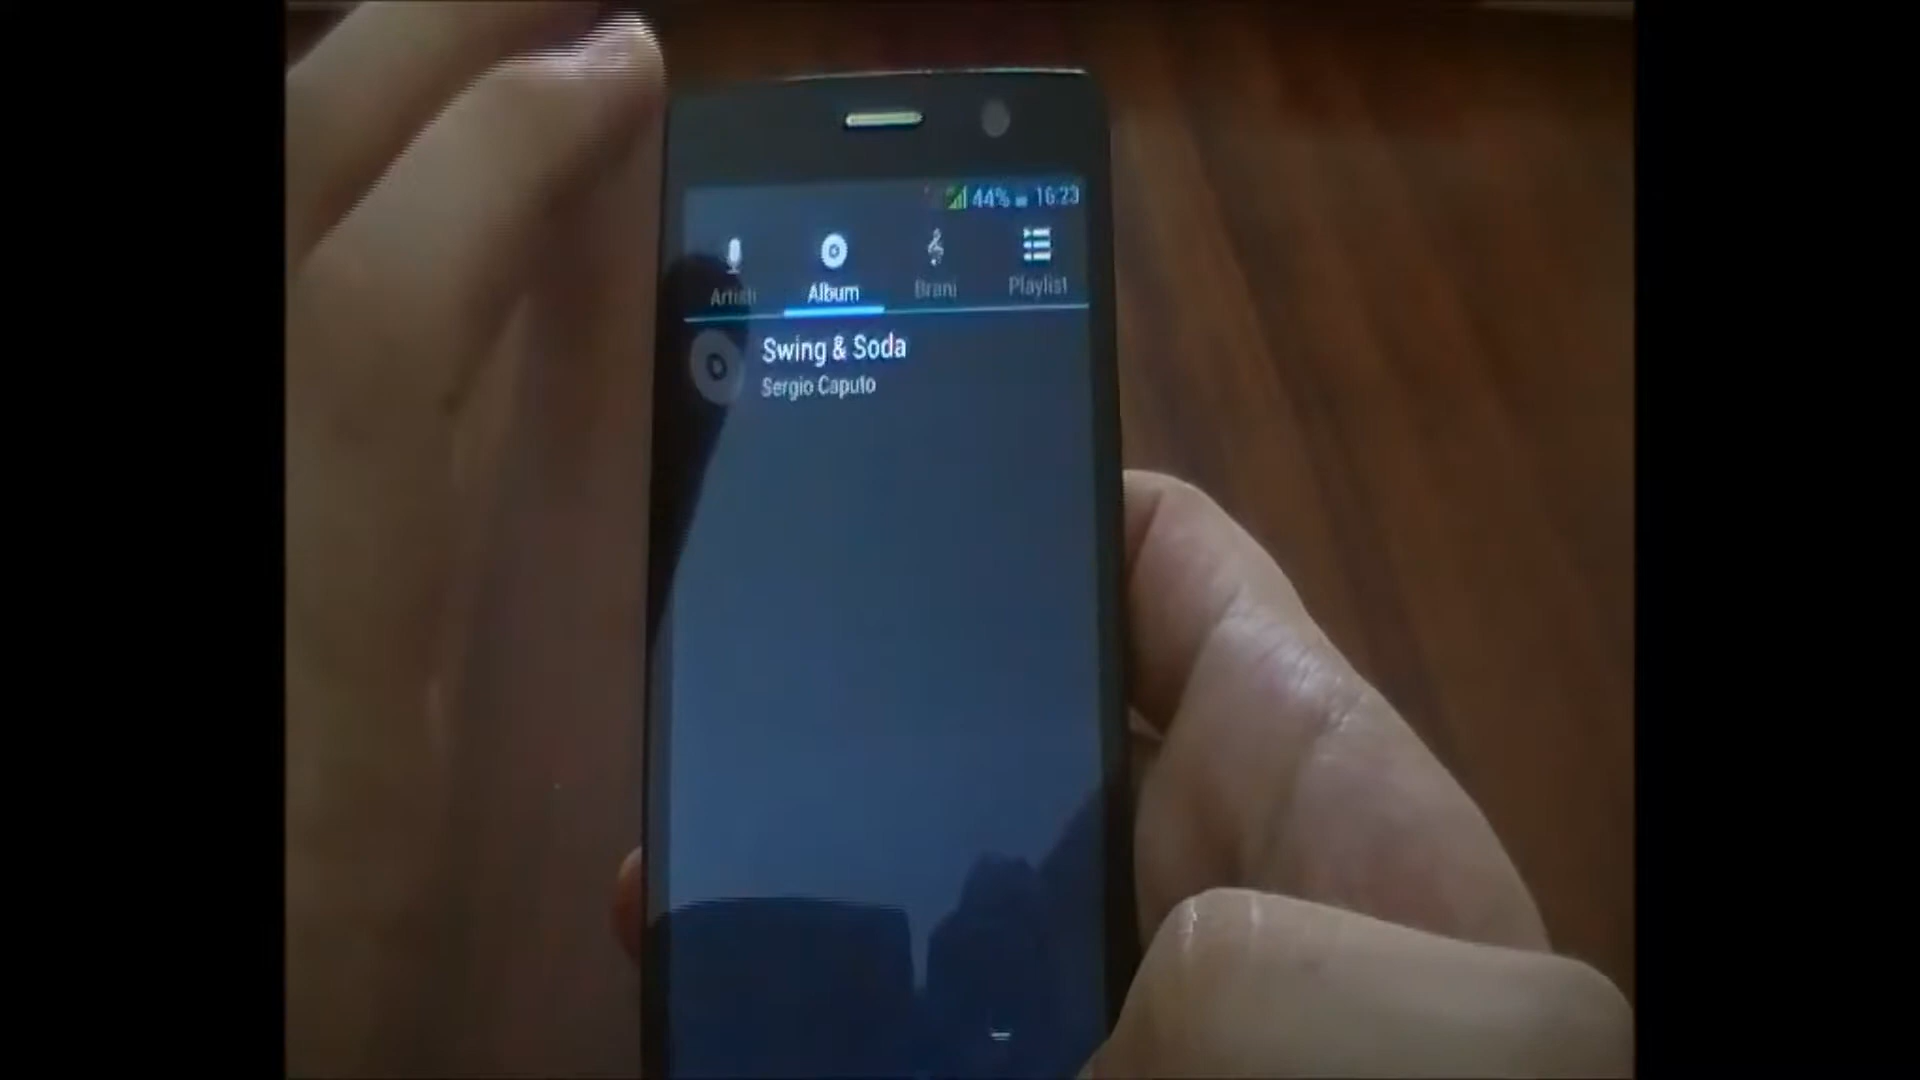 44% 16:23
Artisti Album Brani Playlist
Swing & Soda
Sergio Caputo